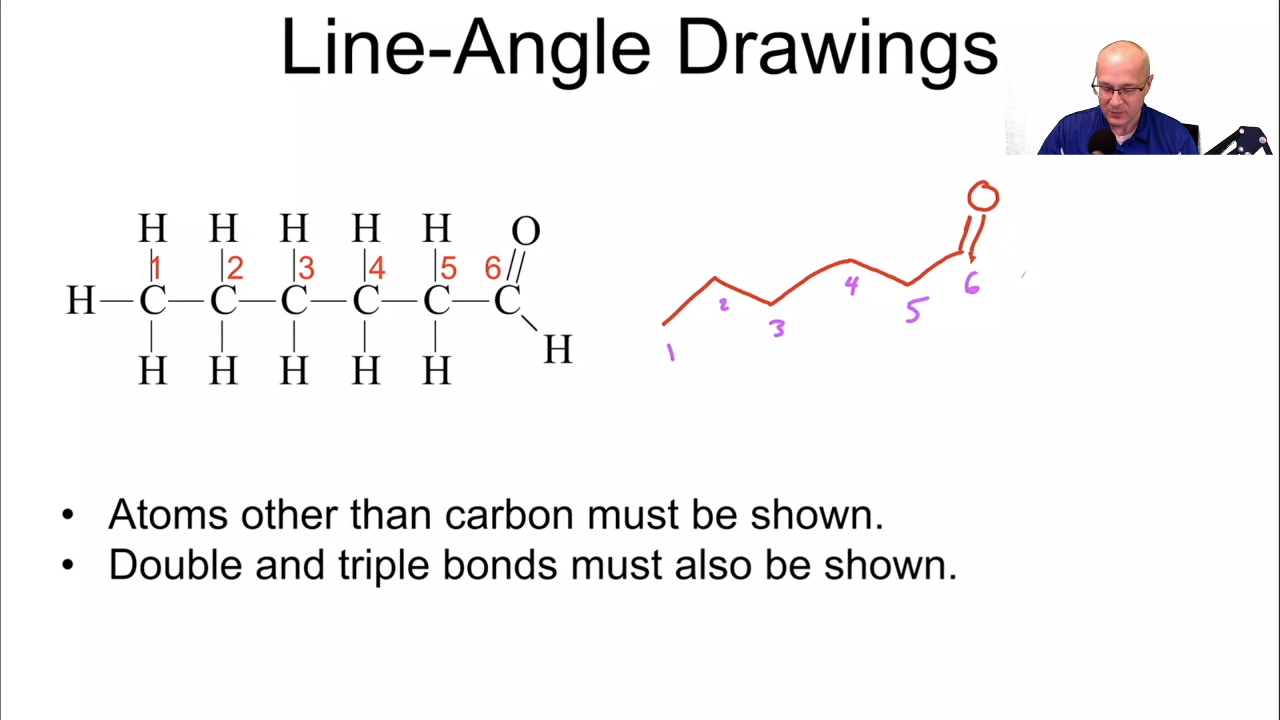 Line-Angle Drawings
H H H H H O
1 2 3 4 5 6
H C C C C C C
H
H H H H H
O
1 2 3 4 5 6
• Atoms other than carbon must be shown.
• Double and triple bonds must also be shown.